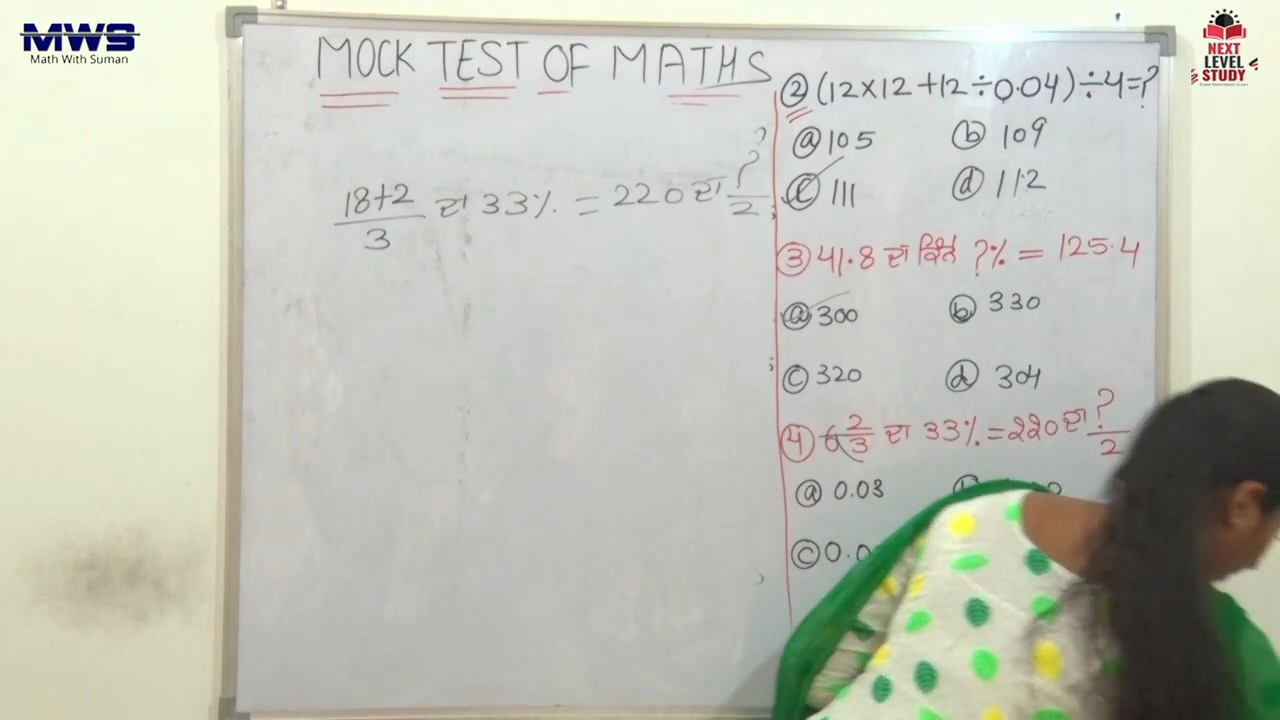 MWS
Math With Suman
NEXT
LEVEL
STUDY
MOCK TEST OF MATHS
18+2/3 ਦਾ 33% = 220 ਦਾ ?/2
② (12×12+12÷0.04)÷4=?
ⓐ 105 ⓑ 109
ⓒ 111 ⓓ 112
③ 41.8 ਦਾ ਕਿੰਨੇ ?% = 125.4
ⓐ 300 ⓑ 330
ⓒ 320 ⓓ 304
④ 6 2/3 ਦਾ 33% = 220 ਦਾ ?/2
ⓐ 0.03
ⓒ 0.0